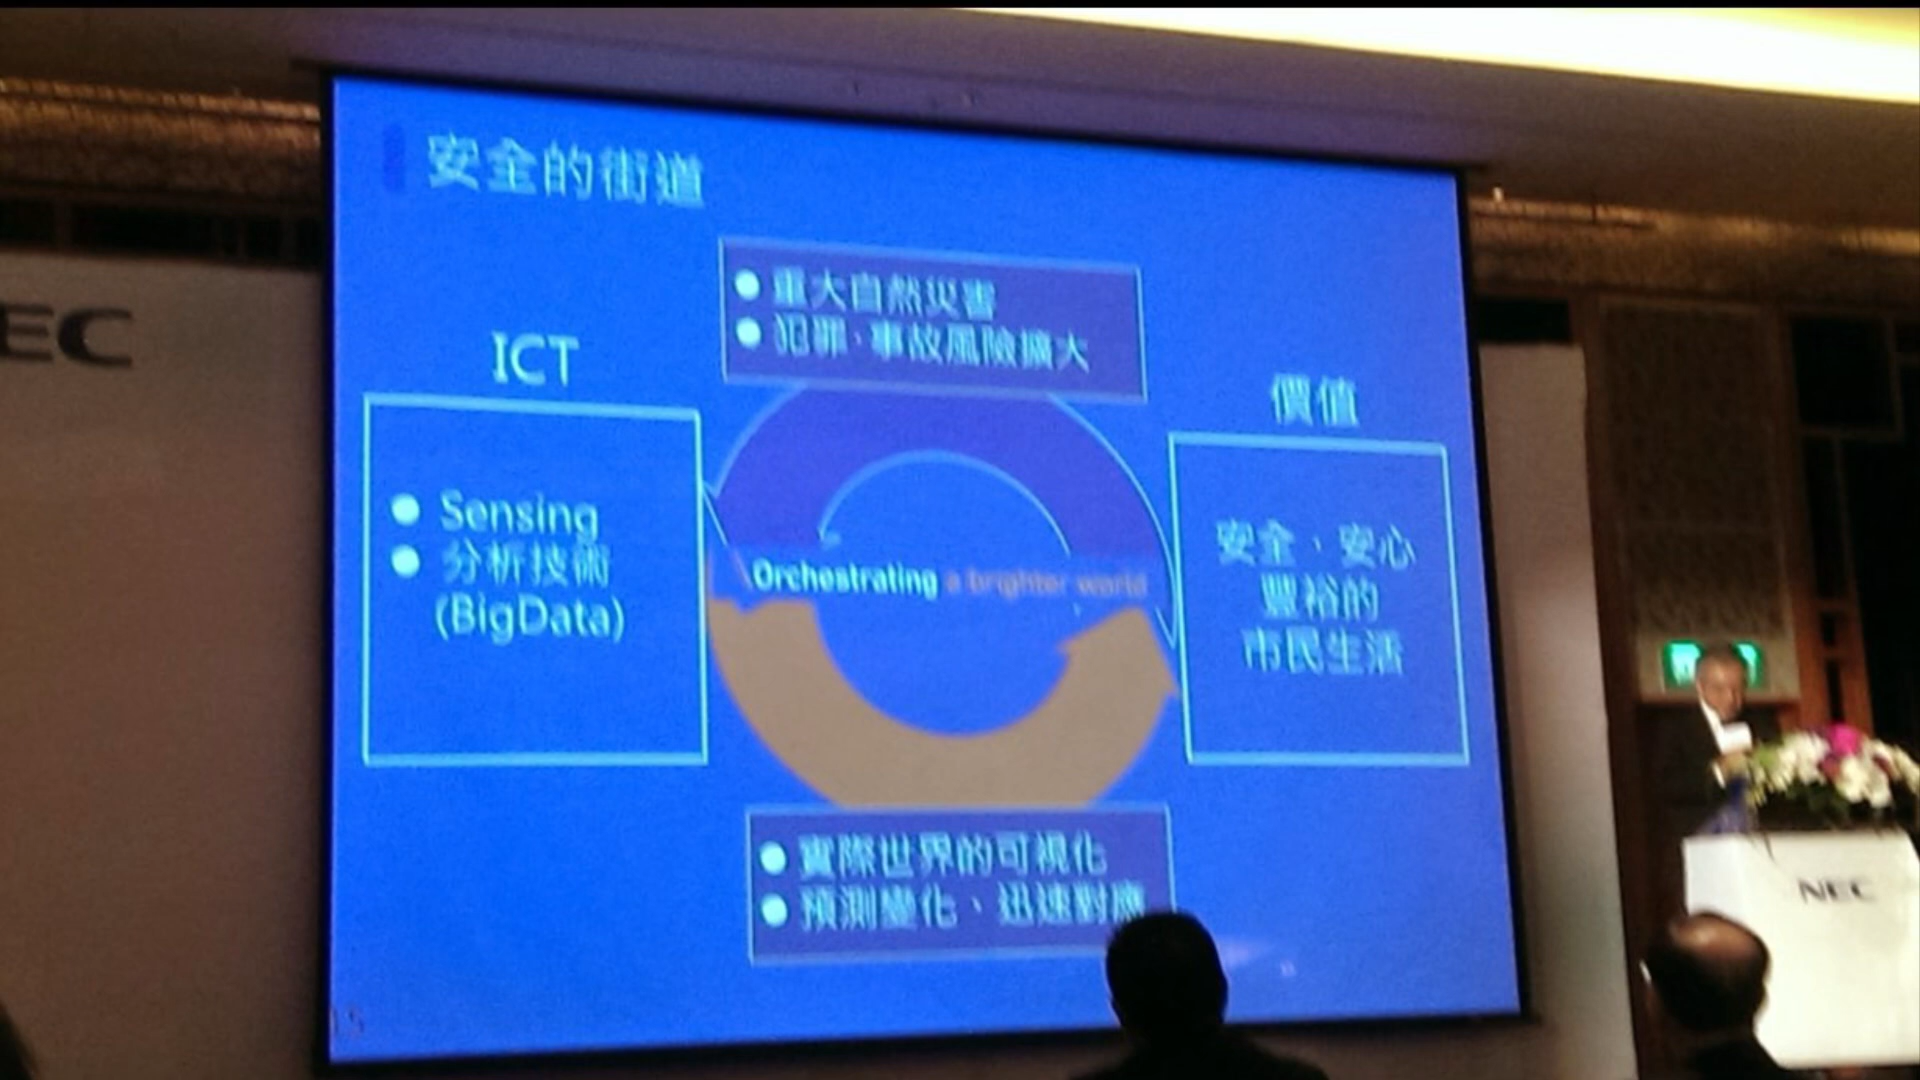 安全的街道
● 重大自然災害
● 犯罪·事故風險擴大
ICT
● Sensing
● 分析技術
(BigData)
價值
安全、安心
豐裕的
市民生活
Orchestrating a brighter world
● 實際世界的可視化
● 預測變化、迅速對應
15
EC
NEC